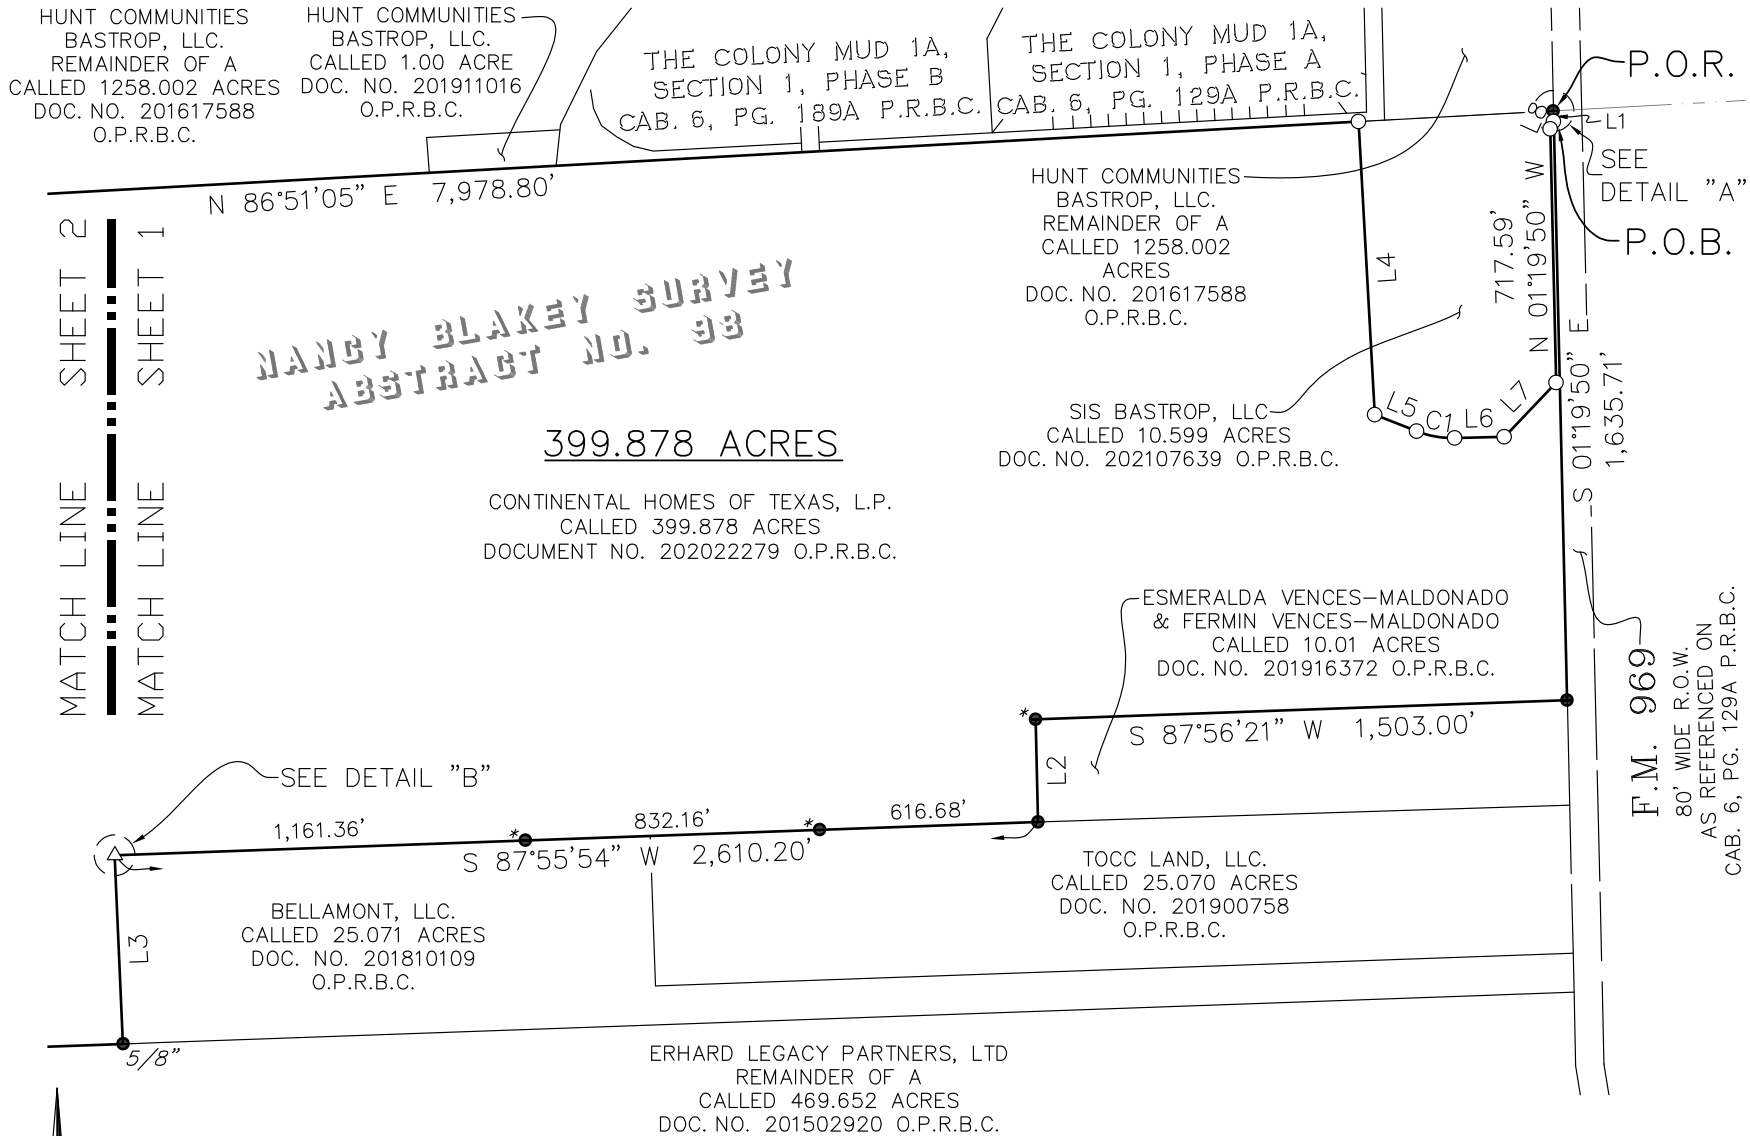 HUNT COMMUNITIES
BASTROP, LLC.
REMAINDER OF A
CALLED 1258.002 ACRES
DOC. NO. 201617588
O.P.R.B.C.
HUNT COMMUNITIES
BASTROP, LLC.
CALLED 1.00 ACRE
DOC. NO. 201911016
O.P.R.B.C.
THE COLONY MUD 1A,
SECTION 1, PHASE B
CAB. 6, PG. 189A P.R.B.C.
THE COLONY MUD 1A,
SECTION 1, PHASE A
CAB. 6, PG. 129A P.R.B.C.
P.O.R.
L8
L1
SEE
DETAIL "A"
P.O.B.
N 86°51'05" E 7,978.80'
SHEET 2
SHEET 1
MATCH LINE
MATCH LINE
NANCY BLAKEY SURVEY
ABSTRACT NO. 98
HUNT COMMUNITIES
BASTROP, LLC.
REMAINDER OF A
CALLED 1258.002
ACRES
DOC. NO. 201617588
O.P.R.B.C.
L4
717.59'
N 01°19'50" W
S 01°19'50" E
1,635.71'
L5
C1
L6
L7
SIS BASTROP, LLC
CALLED 10.599 ACRES
DOC. NO. 202107639 O.P.R.B.C.
399.878 ACRES
CONTINENTAL HOMES OF TEXAS, L.P.
CALLED 399.878 ACRES
DOCUMENT NO. 202022279 O.P.R.B.C.
ESMERALDA VENCES-MALDONADO
& FERMIN VENCES-MALDONADO
CALLED 10.01 ACRES
DOC. NO. 201916372 O.P.R.B.C.
F.M. 969
80' WIDE R.O.W.
AS REFERENCED ON
CAB. 6, PG. 129A P.R.B.C.
*
S 87°56'21" W 1,503.00'
L2
SEE DETAIL "B"
1,161.36'
*
832.16'
*
616.68'
S 87°55'54" W 2,610.20'
L3
BELLAMONT, LLC.
CALLED 25.071 ACRES
DOC. NO. 201810109
O.P.R.B.C.
TOCC LAND, LLC.
CALLED 25.070 ACRES
DOC. NO. 201900758
O.P.R.B.C.
5/8"
ERHARD LEGACY PARTNERS, LTD
REMAINDER OF A
CALLED 469.652 ACRES
DOC. NO. 201502920 O.P.R.B.C.